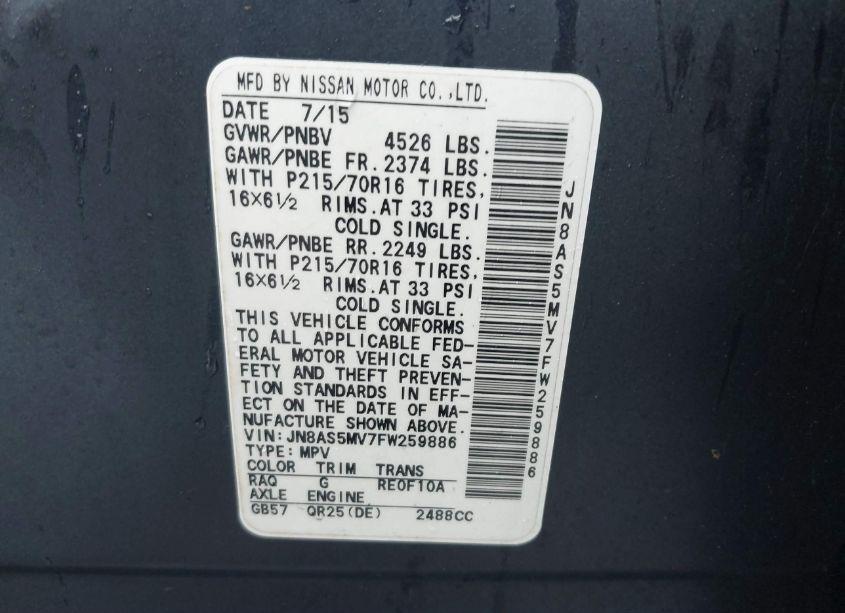 MFD BY NISSAN MOTOR CO.,LTD.
DATE 7/15
GVWR/PNBV 4526 LBS.
GAWR/PNBE FR.2374 LBS.
WITH P215/70R16 TIRES,
16X6½ RIMS.AT 33 PSI
COLD SINGLE.
GAWR/PNBE RR.2249 LBS.
WITH P215/70R16 TIRES,
16X6½ RIMS.AT 33 PSI
COLD SINGLE.
THIS VEHICLE CONFORMS
TO ALL APPLICABLE FED-
ERAL MOTOR VEHICLE SA-
FETY AND THEFT PREVEN-
TION STANDARDS IN EFF-
ECT ON THE DATE OF MA-
NUFACTURE SHOWN ABOVE.
VIN:JN8AS5MV7FW259886
TYPE:MPV
COLOR TRIM TRANS
RAQ G RE0F10A
AXLE ENGINE
GB57 QR25(DE) 2488CC
JN8AS5MV7FW259886